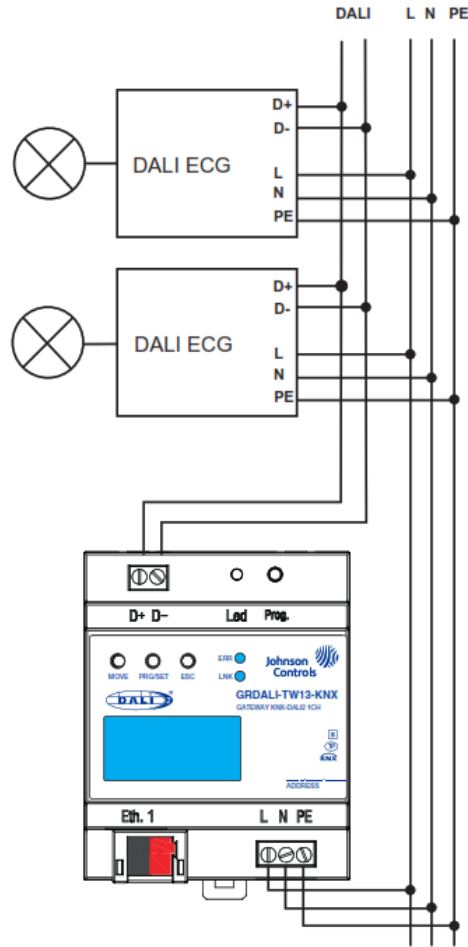 DALI L N PE
D+
D-
DALI ECG
L
N
PE
D+
D-
DALI ECG
L
N
PE
D+ D- Led Prog.
MOVE PRG/SET ESC
ERR
LNK
Johnson
Controls
DALI
GRDALI-TW13-KNX
GATEWAY KNX-DALI2 1CH
KNX
ADDRESS
Eth. 1 L N PE